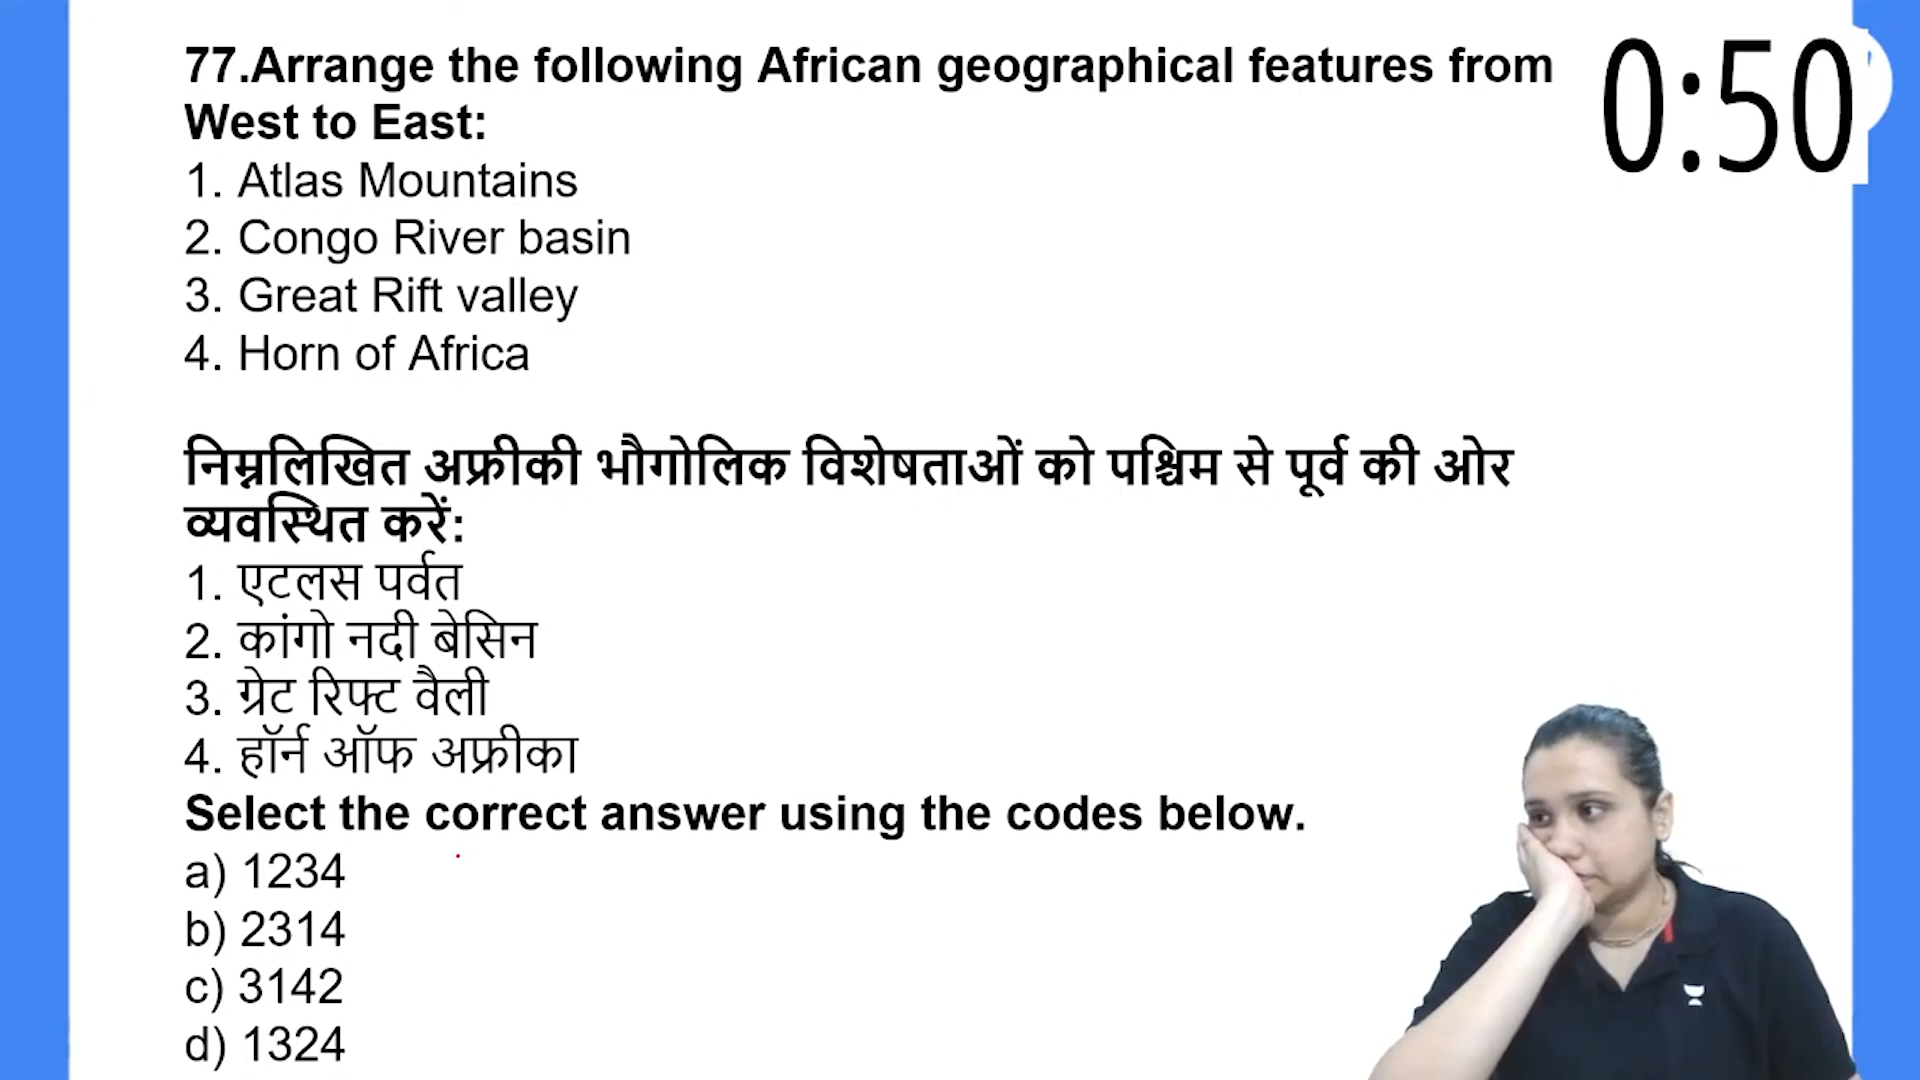 77.Arrange the following African geographical features from
West to East:
1. Atlas Mountains
2. Congo River basin
3. Great Rift valley
4. Horn of Africa
0:50
निम्नलिखित अफ्रीकी भौगोलिक विशेषताओं को पश्चिम से पूर्व की ओर
व्यवस्थित करें:
1. एटलस पर्वत
2. कांगो नदी बेसिन
3. ग्रेट रिफ्ट वैली
4. हॉर्न ऑफ अफ्रीका
Select the correct answer using the codes below.
a) 1234
b) 2314
c) 3142
d) 1324